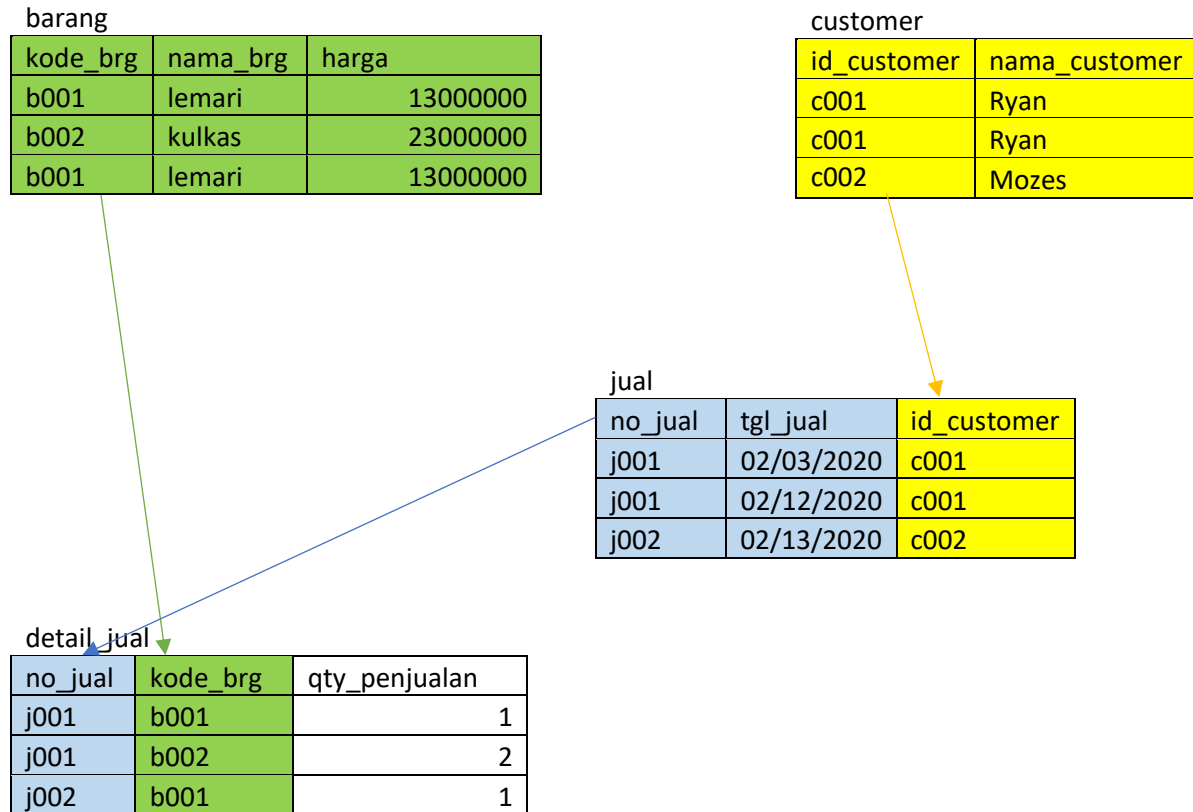 barang
kode_brg nama_brg harga
b001 lemari 13000000
b002 kulkas 23000000
b001 lemari 13000000
customer
id_customer nama_customer
c001 Ryan
c001 Ryan
c002 Mozes
jual
no_jual tgl_jual id_customer
j001 02/03/2020 c001
j001 02/12/2020 c001
j002 02/13/2020 c002
detail_jual
no_jual kode_brg qty_penjualan
j001 b001 1
j001 b002 2
j002 b001 1